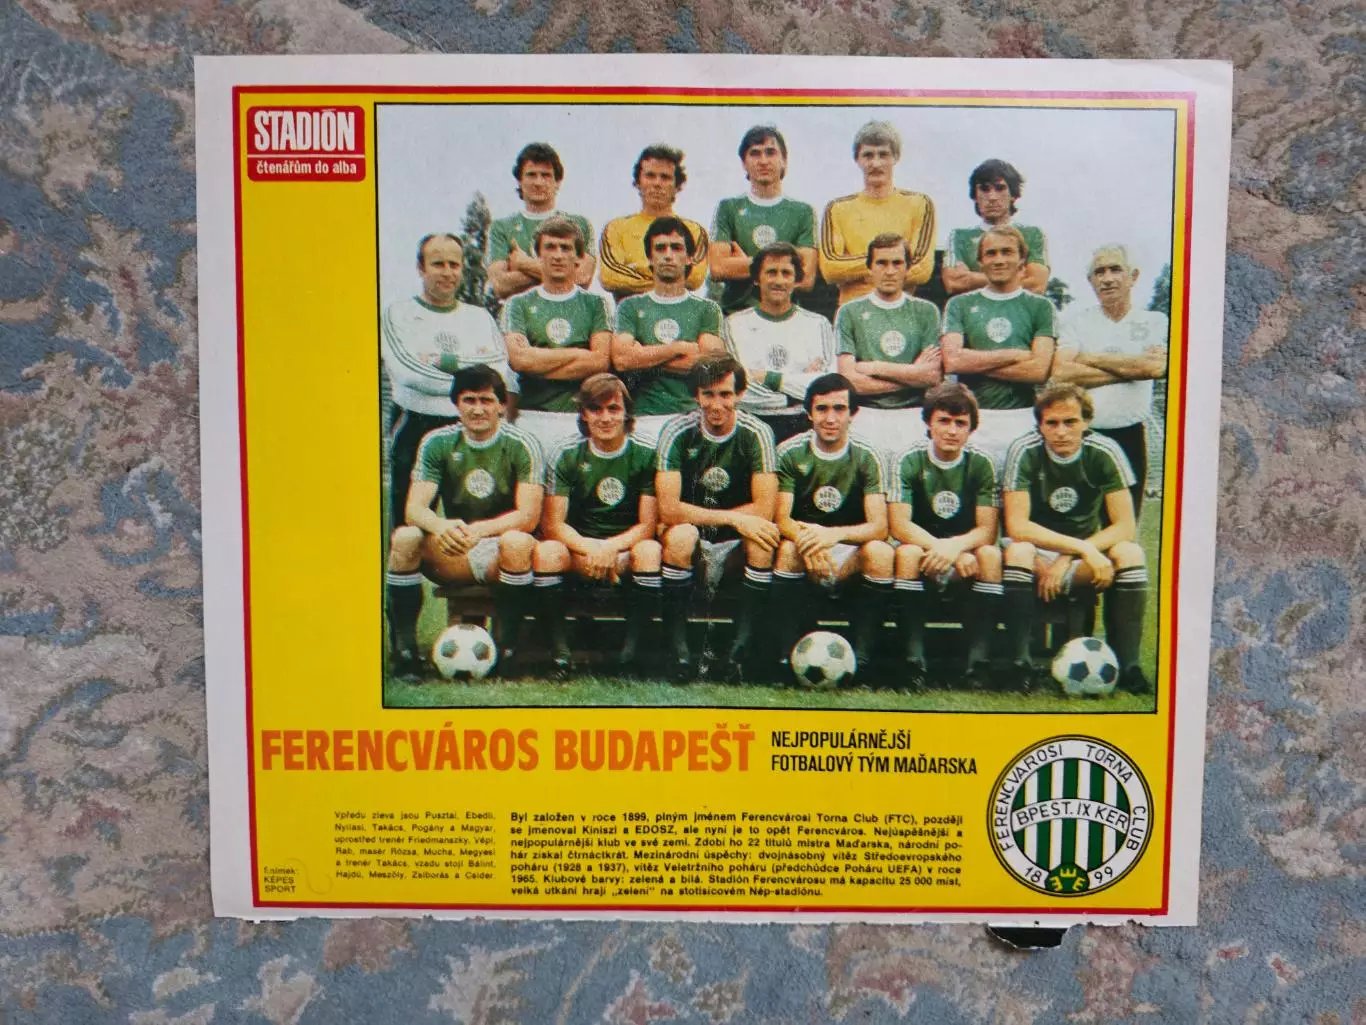 STADIÓN
čtenářům do alba
FERENCVÁROS BUDAPEŠŤ
NEJPOPULÁRNĚJŠÍ
FOTBALOVÝ TÝM MAĎARSKA
Vpředu zleva jsou Pusztai, Ebedli,
Nyilasi, Takács, Pogány a Magyar,
uprostřed trenér Friedmanszky, Vépi,
Rab, masér Rózsa, Mucha, Megyesi
a trenér Takács, vzadu stojí Bálint,
Hajdú, Mészöly, Zsiborás a Csider.
Snímek:
KÉPES
SPORT
Byl založen v roce 1899, plným jménem Ferencvárosi Torna Club (FTC), později
se jmenoval Kiniszi a EDOSZ, ale nyní je to opět Ferencváros. Nejúspěšnější a
nejpopulárnější klub ve své zemi. Zdobí ho 22 titulů mistra Maďarska, národní po-
hár získal čtrnáctkrát. Mezinárodní úspěchy: dvojnásobný vítěz Středoevropského
poháru (1928 a 1937), vítěz Veletržního poháru (předchůdce Poháru UEFA) v roce
1965. Klubové barvy: zelená a bílá. Stadión Ferencvárosu má kapacitu 25 000 míst,
velká utkání hrají „zelení" na stotisícovém Nép-stadiónu.
FERENCVÁROSI TORNA CLUB
BPEST. IX KER
18 99